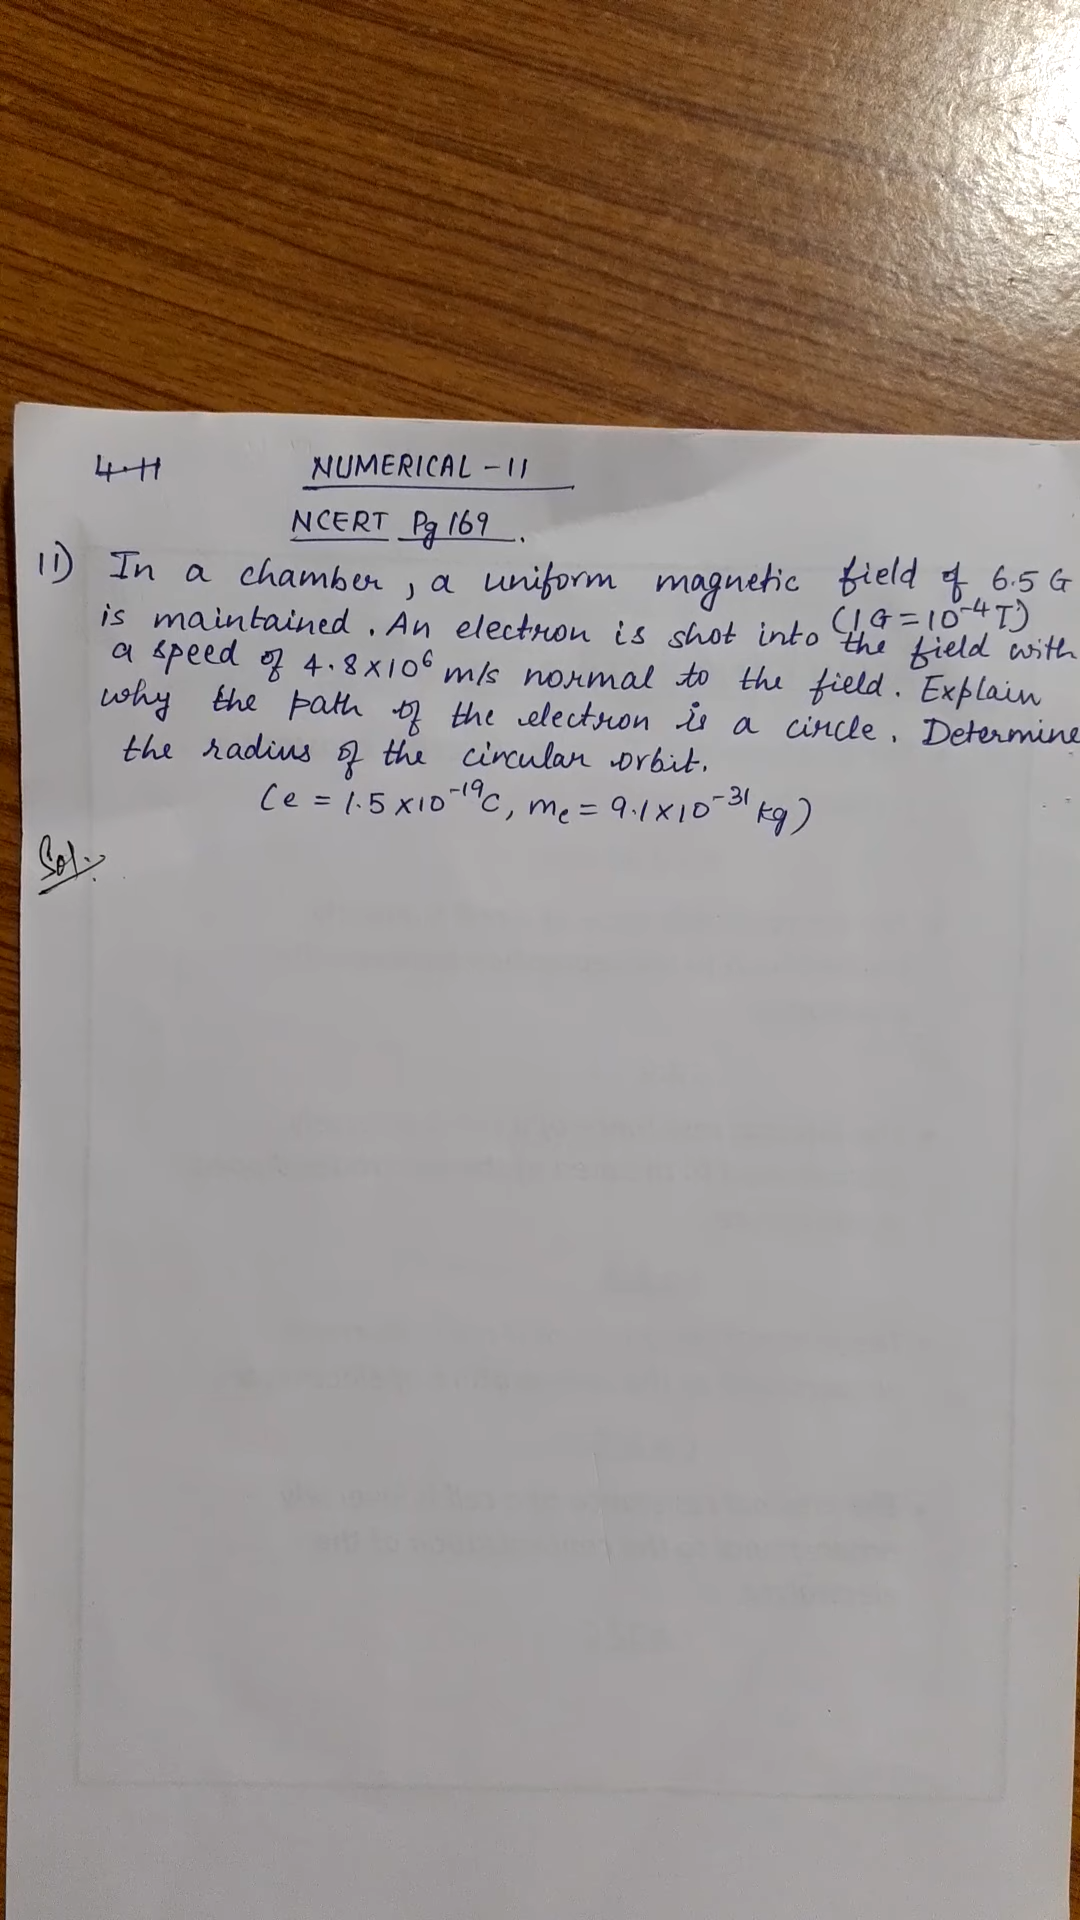 4.11 NUMERICAL - 11
NCERT Pg 169.
11) In a chamber, a uniform magnetic field of 6.5 G
(1G = 10⁻⁴T)
is maintained. An electron is shot into the field with
a speed of 4.8×10⁶ m/s normal to the field. Explain
why the path of the electron is a circle. Determine
the radius of the circular orbit.
(e = 1.5 ×10⁻¹⁹C, me = 9.1×10⁻³¹ kg)
Sol: